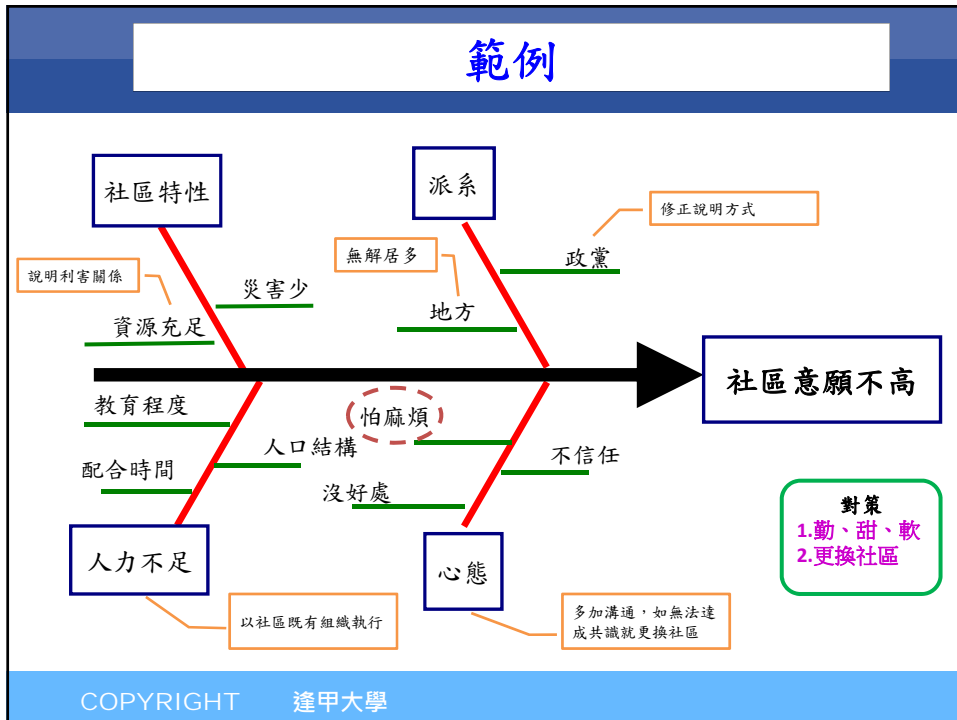 範例
社區特性
派系
修正說明方式
無解居多
政黨
說明利害關係
災害少
地方
資源充足
社區意願不高
教育程度
怕麻煩
人口結構
不信任
配合時間
沒好處
對策
1.勤、甜、軟
2.更換社區
人力不足
心態
以社區既有組織執行
多加溝通，如無法達
成共識就更換社區
COPYRIGHT 逢甲大學